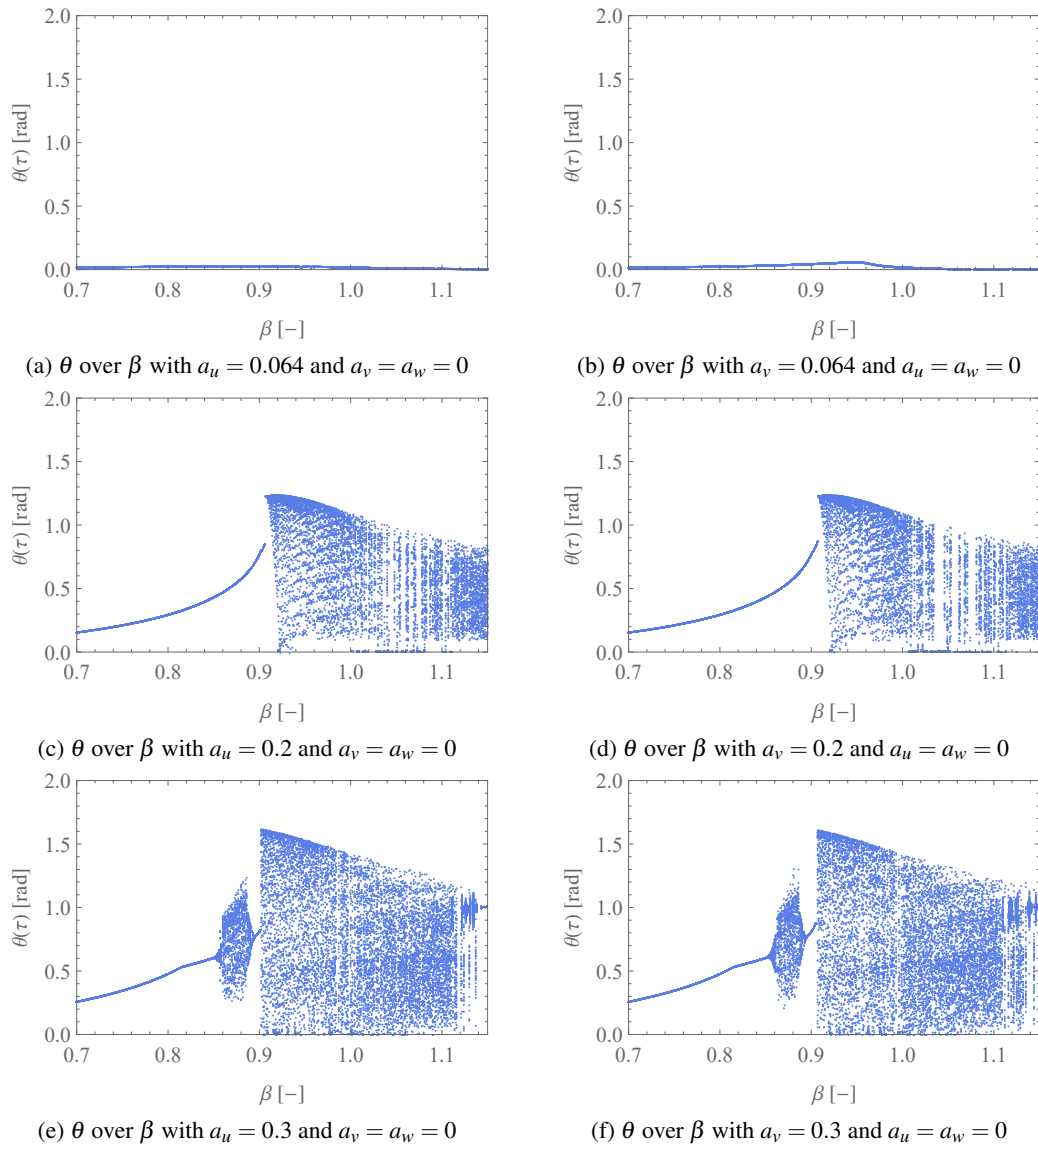 2.0
1.5
1.0
0.5
0.0
θ(τ) [rad]
0.7 0.8 0.9 1.0 1.1
β [−]
(a) θ over β with a_u = 0.064 and a_v = a_w = 0
2.0
1.5
1.0
0.5
0.0
θ(τ) [rad]
0.7 0.8 0.9 1.0 1.1
β [−]
(b) θ over β with a_v = 0.064 and a_u = a_w = 0
2.0
1.5
1.0
0.5
0.0
θ(τ) [rad]
0.7 0.8 0.9 1.0 1.1
β [−]
(c) θ over β with a_u = 0.2 and a_v = a_w = 0
2.0
1.5
1.0
0.5
0.0
θ(τ) [rad]
0.7 0.8 0.9 1.0 1.1
β [−]
(d) θ over β with a_v = 0.2 and a_u = a_w = 0
2.0
1.5
1.0
0.5
0.0
θ(τ) [rad]
0.7 0.8 0.9 1.0 1.1
β [−]
(e) θ over β with a_u = 0.3 and a_v = a_w = 0
2.0
1.5
1.0
0.5
0.0
θ(τ) [rad]
0.7 0.8 0.9 1.0 1.1
β [−]
(f) θ over β with a_v = 0.3 and a_u = a_w = 0